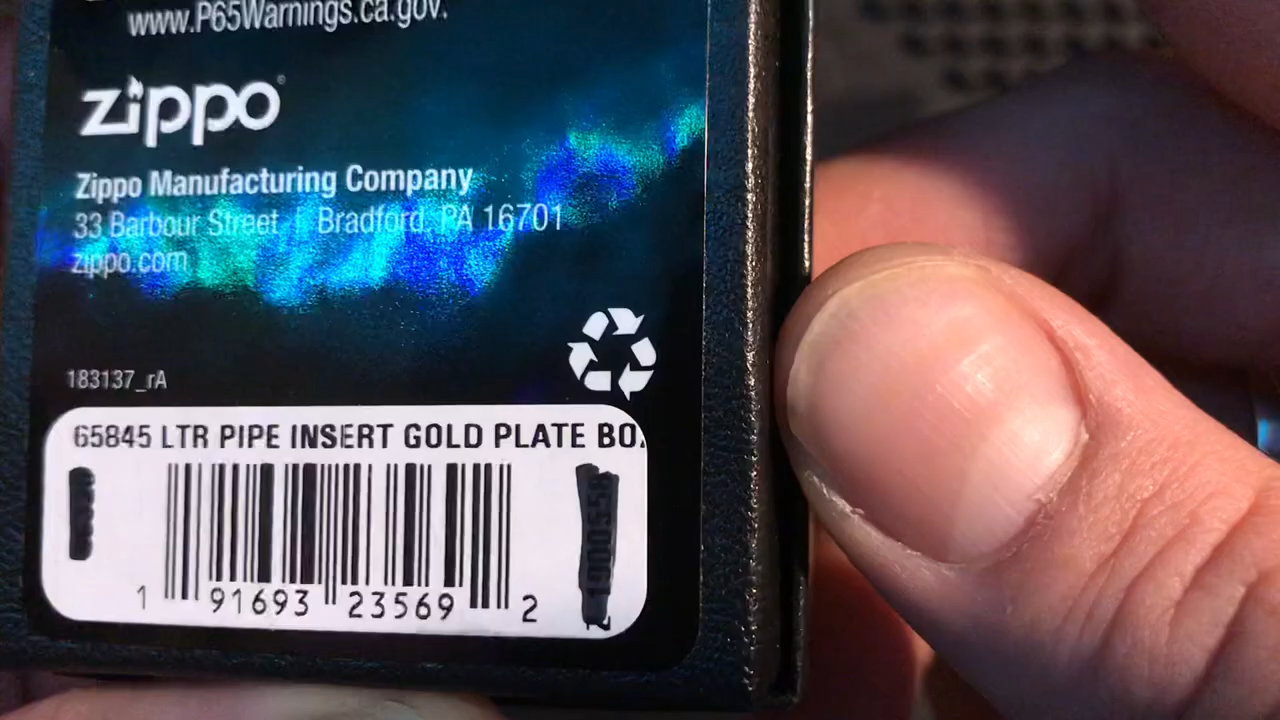 www.P65Warnings.ca.gov.
zippo
Zippo Manufacturing Company
33 Barbour Street | Bradford, PA 16701
zippo.com
183137_rA
65845 LTR PIPE INSERT GOLD PLATE
1 91693 23569 2